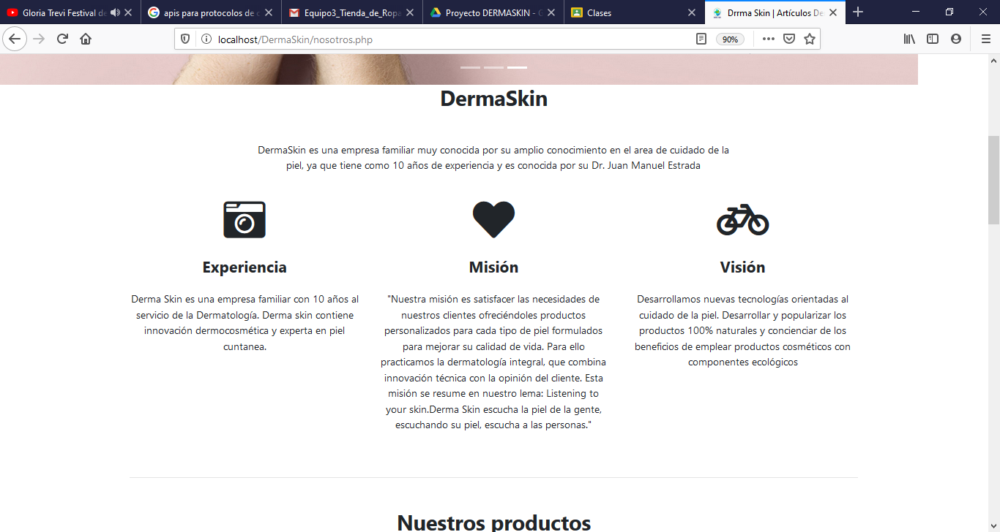 Gloria Trevi Festival de
apis para protocolos de c
Equipo3_Tienda_de_Ropa
Proyecto DERMASKIN - G
Clases
Drrma Skin | Artículos De
localhost/DermaSkin/nosotros.php
90%
DermaSkin
DermaSkin es una empresa familiar muy conocida por su amplio conocimiento en el area de cuidado de la
piel, ya que tiene como 10 años de experiencia y es conocida por su Dr. Juan Manuel Estrada
Experiencia
Derma Skin es una empresa familiar con 10 años al
servicio de la Dermatología. Derma skin contiene
innovación dermocosmética y experta en piel
cuntanea.
Misión
"Nuestra misión es satisfacer las necesidades de
nuestros clientes ofreciéndoles productos
personalizados para cada tipo de piel formulados
para mejorar su calidad de vida. Para ello
practicamos la dermatología integral, que combina
innovación técnica con la opinión del cliente. Esta
misión se resume en nuestro lema: Listening to
your skin.Derma Skin escucha la piel de la gente,
escuchando su piel, escucha a las personas."
Visión
Desarrollamos nuevas tecnologías orientadas al
cuidado de la piel. Desarrollar y popularizar los
productos 100% naturales y concienciar de los
beneficios de emplear productos cosméticos con
componentes ecológicos
Nuestros productos